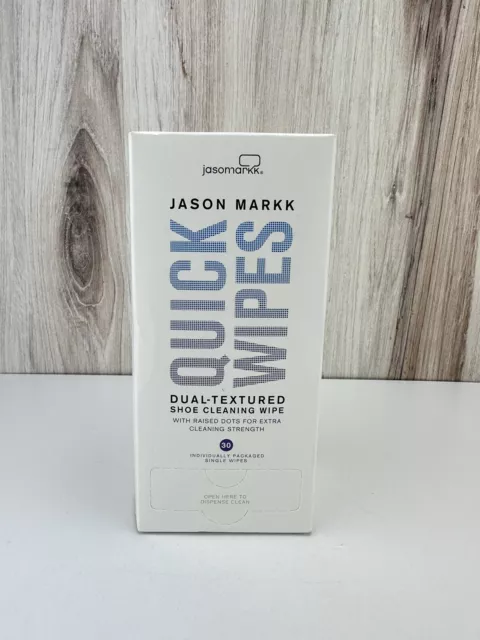 jasonmarkk®
JASON MARKK
QUICK
WIPES
DUAL-TEXTURED
SHOE CLEANING WIPE
WITH RAISED DOTS FOR EXTRA
CLEANING STRENGTH
30
INDIVIDUALLY PACKAGED
SINGLE WIPES
OPEN HERE TO
DISPENSE CLEAN